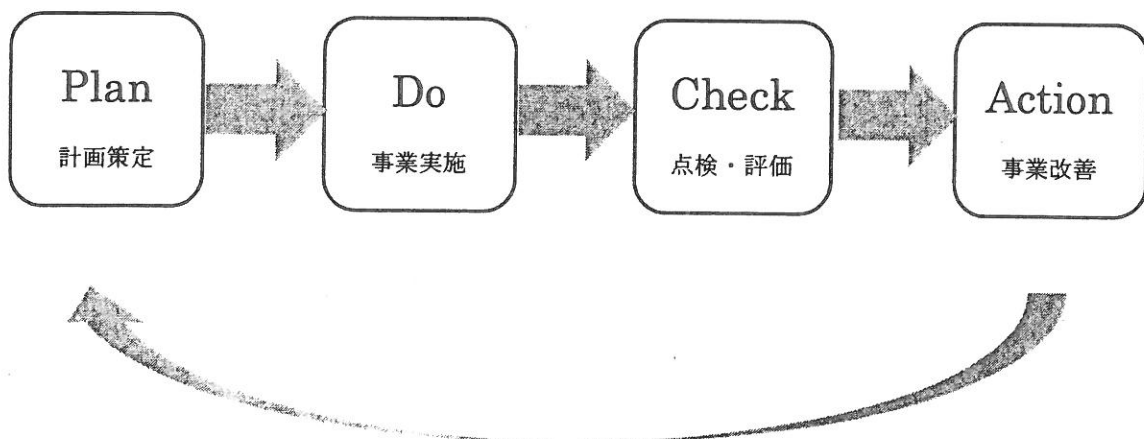 Plan
計画策定
Do
事業実施
Check
点検・評価
Action
事業改善